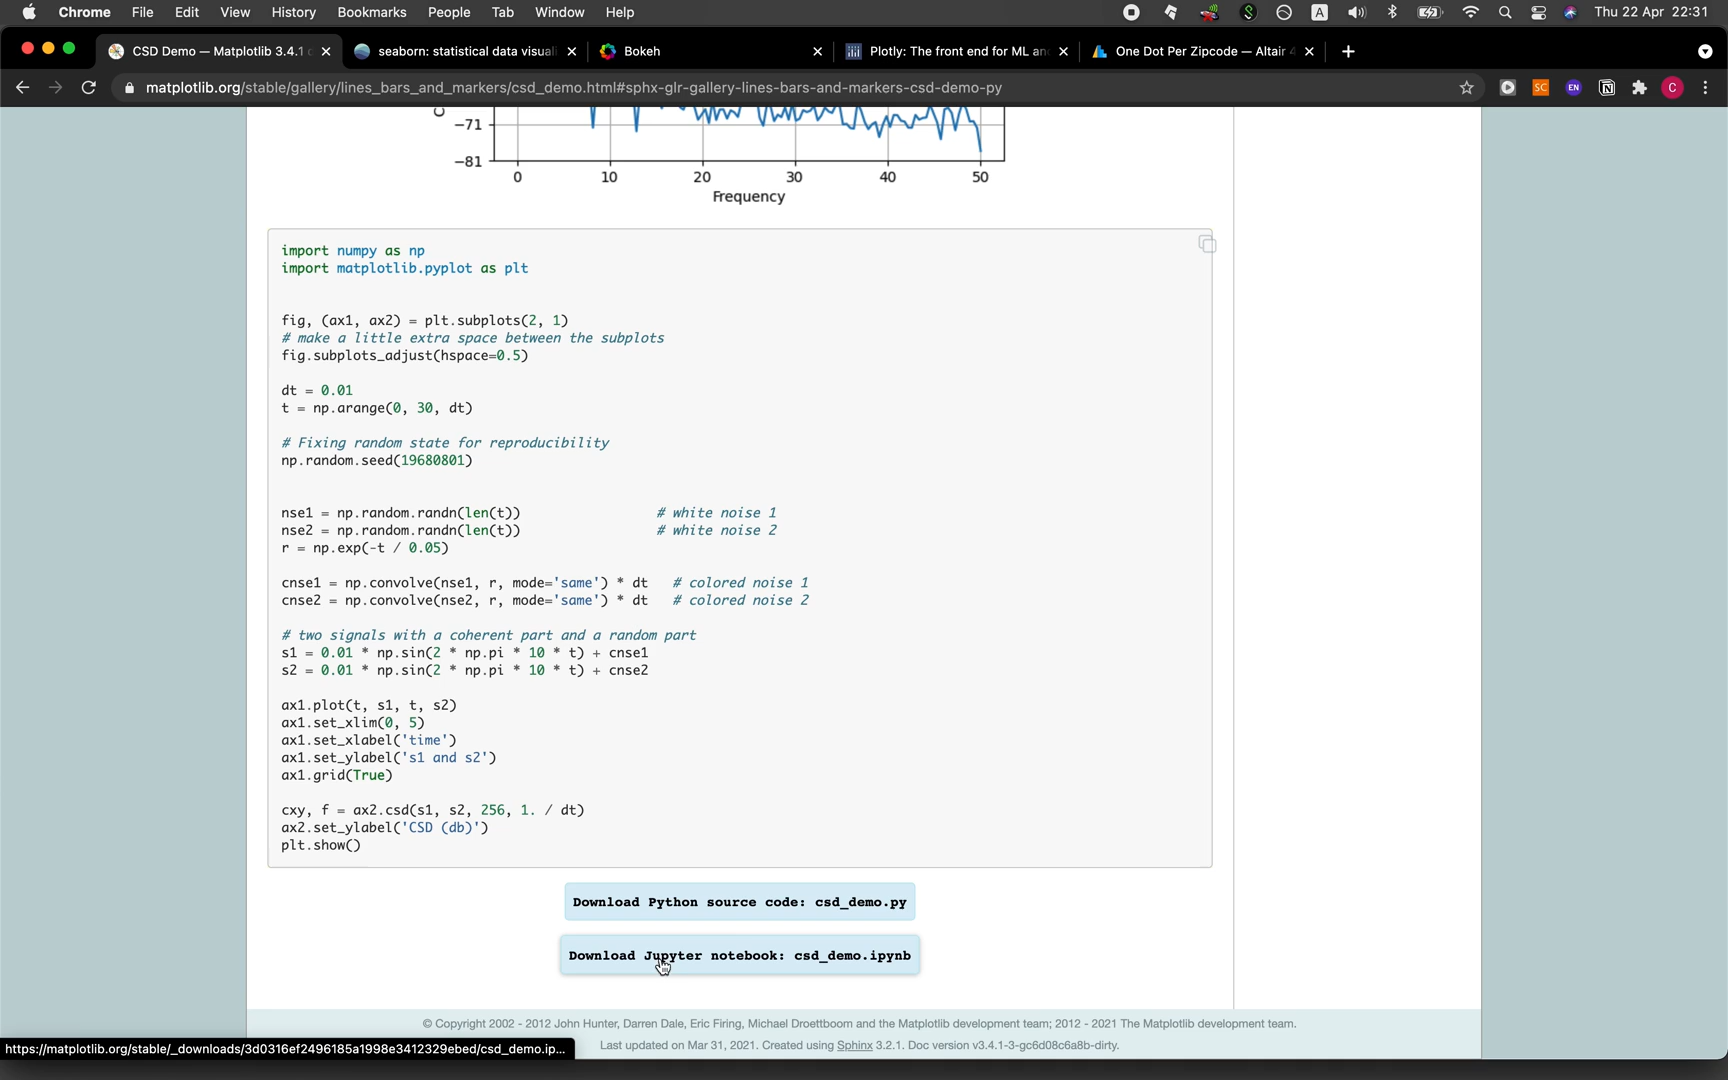 Chrome File Edit View History Bookmarks People Tab Window Help
A
Thu 22 Apr 22:31
CSD Demo — Matplotlib 3.4.1
seaborn: statistical data visual
Bokeh
Plotly: The front end for ML an
One Dot Per Zipcode — Altair 4
matplotlib.org/stable/gallery/lines_bars_and_markers/csd_demo.html#sphx-glr-gallery-lines-bars-and-markers-csd-demo-py
SC
EN
C
−71
−81
0 10 20 30 40 50
Frequency
import numpy as np
import matplotlib.pyplot as plt
fig, (ax1, ax2) = plt.subplots(2, 1)
# make a little extra space between the subplots
fig.subplots_adjust(hspace=0.5)
dt = 0.01
t = np.arange(0, 30, dt)
# Fixing random state for reproducibility
np.random.seed(19680801)
nse1 = np.random.randn(len(t)) # white noise 1
nse2 = np.random.randn(len(t)) # white noise 2
r = np.exp(-t / 0.05)
cnse1 = np.convolve(nse1, r, mode='same') * dt # colored noise 1
cnse2 = np.convolve(nse2, r, mode='same') * dt # colored noise 2
# two signals with a coherent part and a random part
s1 = 0.01 * np.sin(2 * np.pi * 10 * t) + cnse1
s2 = 0.01 * np.sin(2 * np.pi * 10 * t) + cnse2
ax1.plot(t, s1, t, s2)
ax1.set_xlim(0, 5)
ax1.set_xlabel('time')
ax1.set_ylabel('s1 and s2')
ax1.grid(True)
cxy, f = ax2.csd(s1, s2, 256, 1. / dt)
ax2.set_ylabel('CSD (db)')
plt.show()
Download Python source code: csd_demo.py
Download Jupyter notebook: csd_demo.ipynb
© Copyright 2002 - 2012 John Hunter, Darren Dale, Eric Firing, Michael Droettboom and the Matplotlib development team; 2012 - 2021 The Matplotlib development team.
Last updated on Mar 31, 2021. Created using Sphinx 3.2.1. Doc version v3.4.1-3-gc6d08c6a8b-dirty.
https://matplotlib.org/stable/_downloads/3d0316ef2496185a1998e3412329ebed/csd_demo.ip...